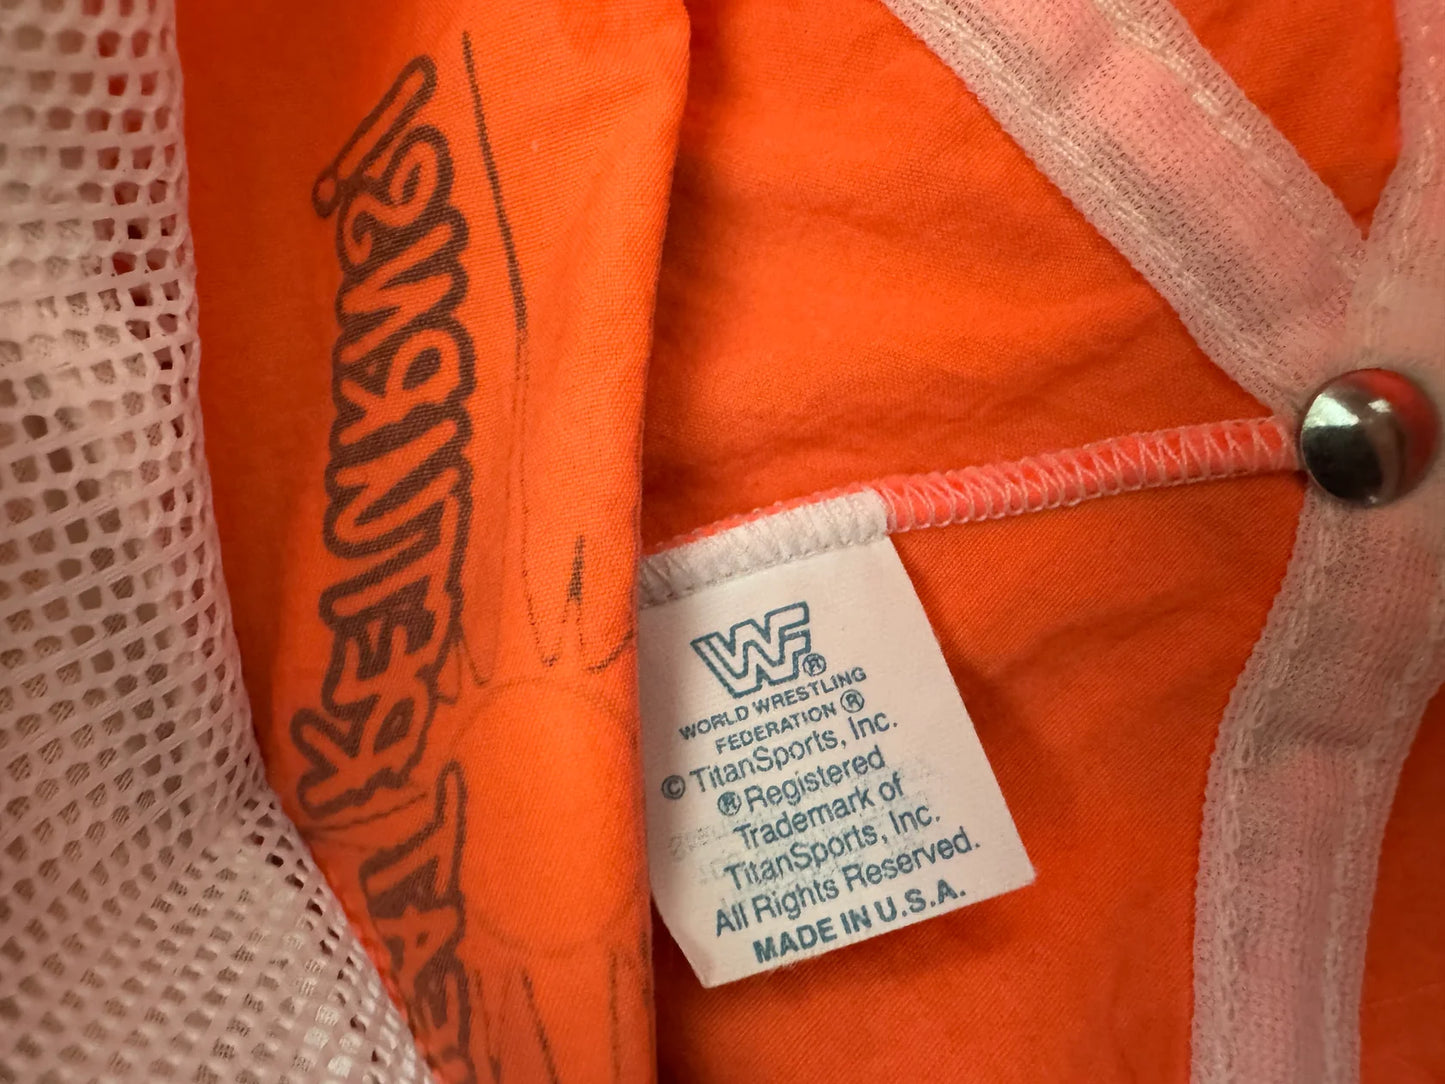 WF®
WORLD WRESTLING
FEDERATION®
© TitanSports, Inc.
®Registered
Trademark of
TitanSports, Inc.
All Rights Reserved.
MADE IN U.S.A.